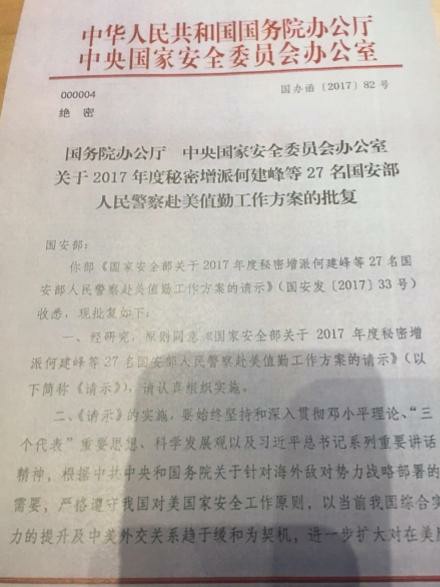 中华人民共和国国务院办公厅
中央国家安全委员会办公室
000004
国办函〔2017〕82 号
绝 密
国务院办公厅 中央国家安全委员会办公室
关于 2017 年度秘密增派何建峰等 27 名国安部
人民警察赴美值勤工作方案的批复
国安部：
你部《国家安全部关于 2017 年度秘密增派何建峰等 27 名国
安部人民警察赴美值勤工作方案的请示》（国安发〔2017〕33 号）
收悉，现批复如下：
一、经研究，原则同意《国家安全部关于 2017 年度秘密增
派何建峰等 27 名国安部人民警察赴美值勤工作方案的请示》（以
下简称《请示》），请认真组织实施。
二、《请示》的实施，要始终坚持和深入贯彻邓小平理论、“三
个代表”重要思想、科学发展观以及习近平总书记系列重要讲话
精神，根据中共中央和国务院关于针对海外敌对势力战略部署的
需要，严格遵守我国对美国家安全工作原则，以当前我国综合实
力的提升及中美外交关系趋于缓和为契机，进一步扩大对在美